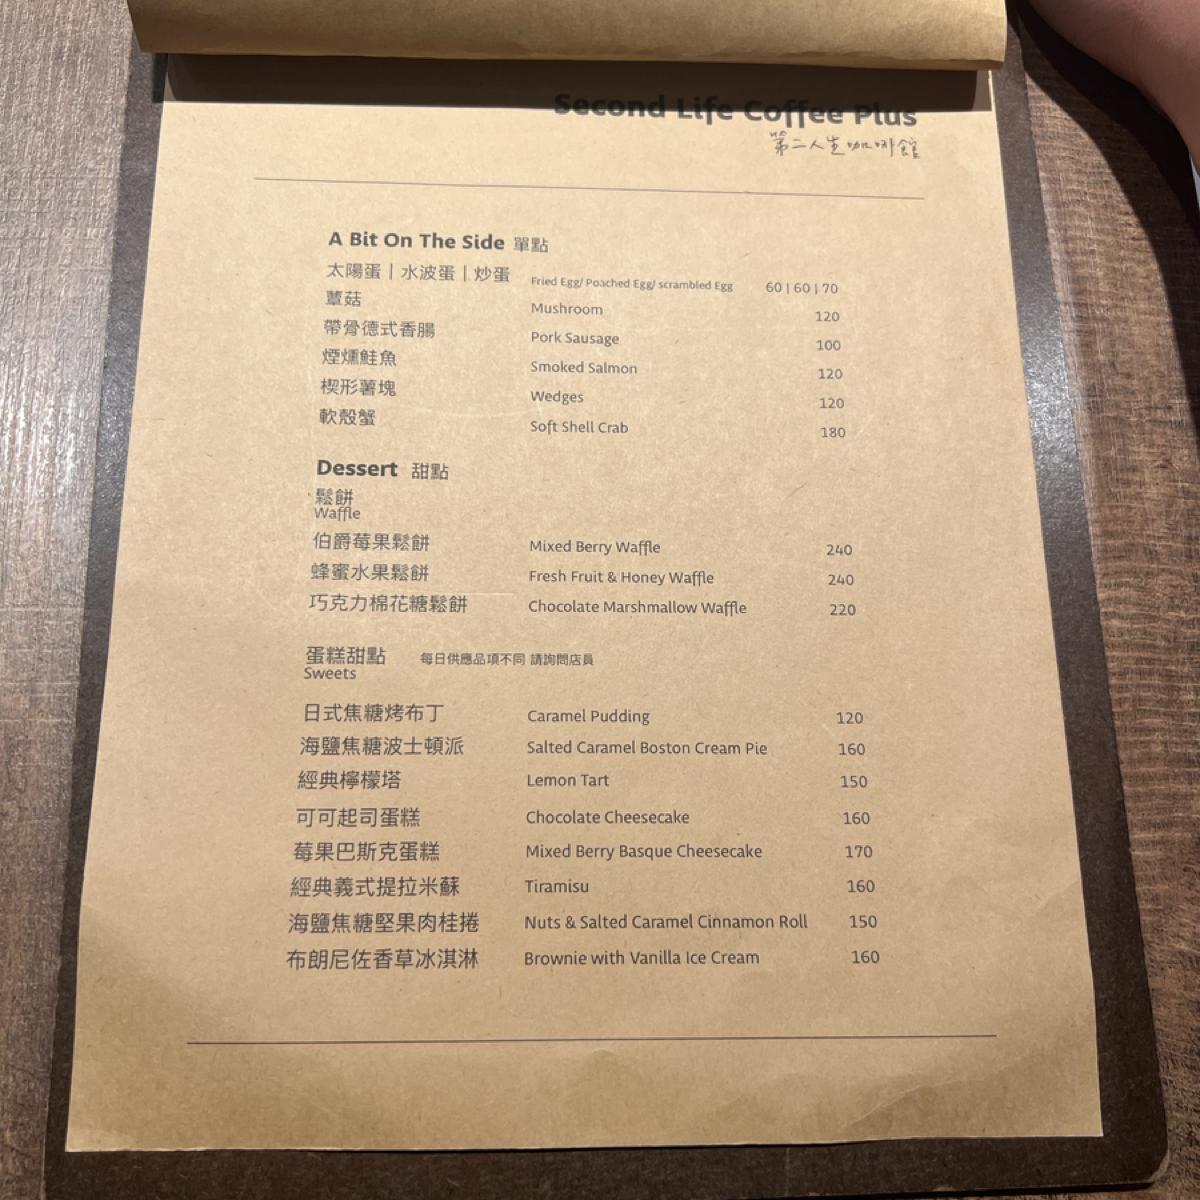 Second Life Coffee Plus
第二人生咖啡館
A Bit On The Side 單點
太陽蛋 | 水波蛋 | 炒蛋 Fried Egg/ Poached Egg/ scrambled Egg 60 | 60 | 70
蕈菇 Mushroom 120
帶骨德式香腸 Pork Sausage 100
煙燻鮭魚 Smoked Salmon 120
楔形薯塊 Wedges 120
軟殼蟹 Soft Shell Crab 180
Dessert 甜點
鬆餅
Waffle
伯爵莓果鬆餅 Mixed Berry Waffle 240
蜂蜜水果鬆餅 Fresh Fruit & Honey Waffle 240
巧克力棉花糖鬆餅 Chocolate Marshmallow Waffle 220
蛋糕甜點 每日供應品項不同 請詢問店員
Sweets
日式焦糖烤布丁 Caramel Pudding 120
海鹽焦糖波士頓派 Salted Caramel Boston Cream Pie 160
經典檸檬塔 Lemon Tart 150
可可起司蛋糕 Chocolate Cheesecake 160
莓果巴斯克蛋糕 Mixed Berry Basque Cheesecake 170
經典義式提拉米蘇 Tiramisu 160
海鹽焦糖堅果肉桂捲 Nuts & Salted Caramel Cinnamon Roll 150
布朗尼佐香草冰淇淋 Brownie with Vanilla Ice Cream 160